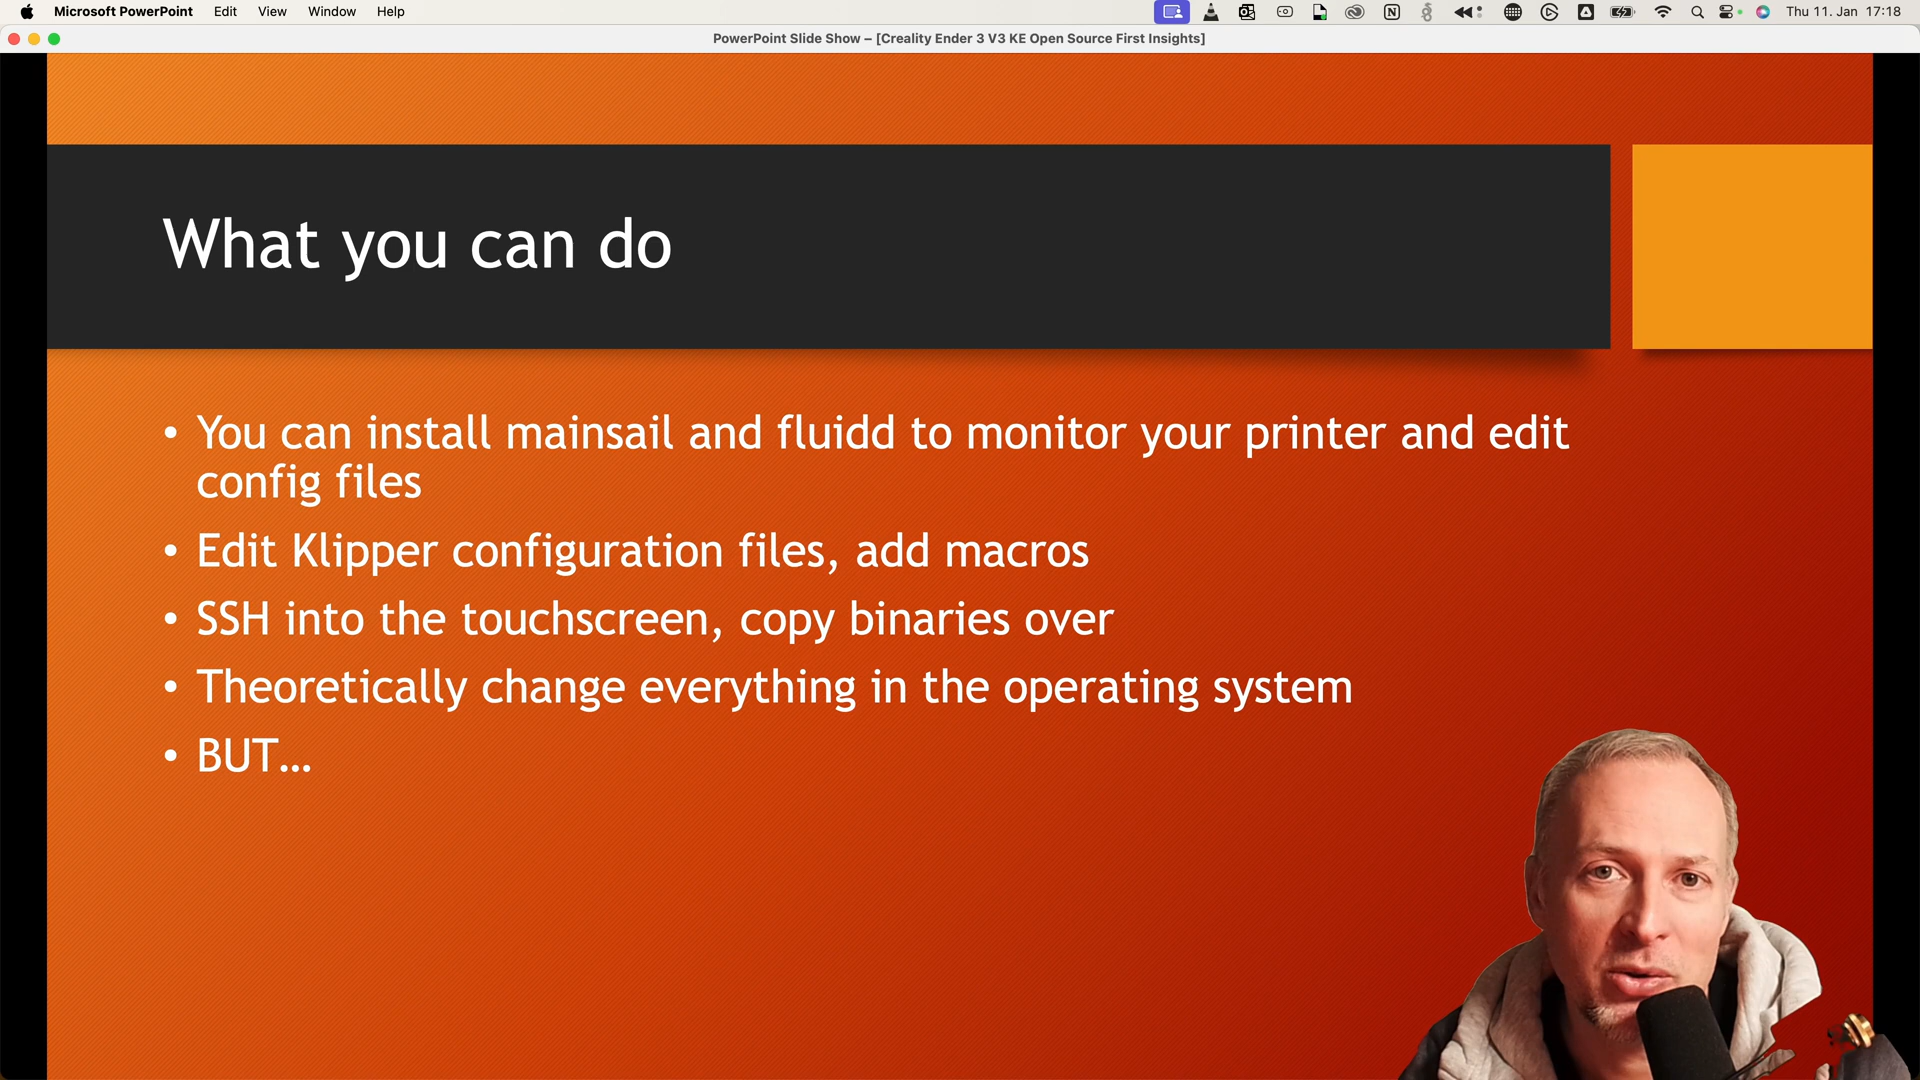 Microsoft PowerPoint Edit View Window Help Thu 11. Jan 17:18
PowerPoint Slide Show – [Creality Ender 3 V3 KE Open Source First Insights]
What you can do
• You can install mainsail and fluidd to monitor your printer and edit
config files
• Edit Klipper configuration files, add macros
• SSH into the touchscreen, copy binaries over
• Theoretically change everything in the operating system
• BUT…